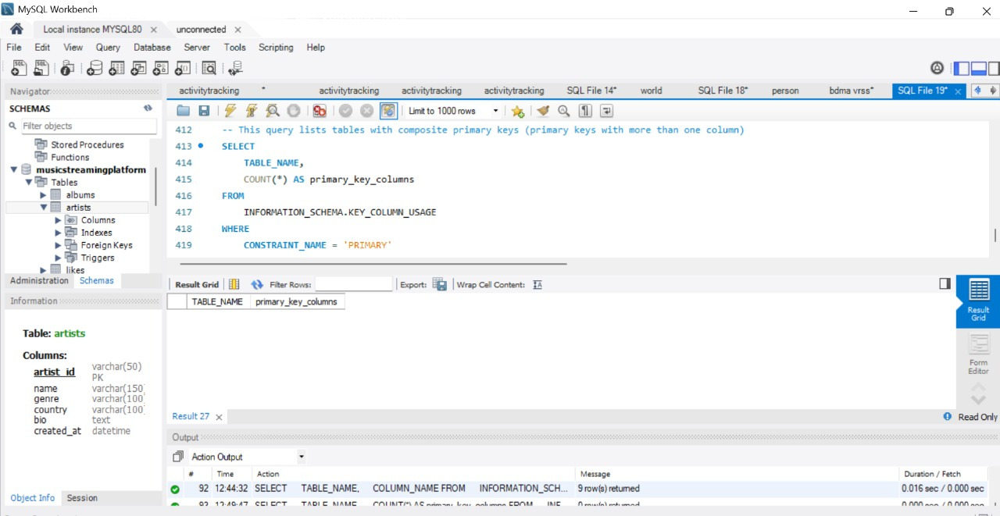 MySQL Workbench
Local instance MYSQL80
unconnected
File Edit View Query Database Server Tools Scripting Help
Navigator
SCHEMAS
Filter objects
Stored Procedures
Functions
musicstreamingplatform
Tables
albums
artists
Columns
Indexes
Foreign Keys
Triggers
likes
Administration Schemas
Information
Table: artists
Columns:
artist_id varchar(50) PK
name varchar(150)
genre varchar(100)
country varchar(100)
bio text
created_at datetime
Object Info Session
activitytracking * activitytracking activitytracking activitytracking SQL File 14* world SQL File 18* person bdma vrss* SQL File 19*
Limit to 1000 rows
412 -- This query lists tables with composite primary keys (primary keys with more than one column)
413 SELECT
414 TABLE_NAME,
415 COUNT(*) AS primary_key_columns
416 FROM
417 INFORMATION_SCHEMA.KEY_COLUMN_USAGE
418 WHERE
419 CONSTRAINT_NAME = 'PRIMARY'
Result Grid Filter Rows: Export: Wrap Cell Content:
TABLE_NAME primary_key_columns
Result Grid
Form Editor
Result 27
Read Only
Output
Action Output
# Time Action Message Duration / Fetch
92 12:44:32 SELECT TABLE_NAME, COLUMN_NAME FROM INFORMATION_SCH... 9 row(s) returned 0.016 sec / 0.000 sec
93 12:49:47 SELECT TABLE_NAME, COUNT(*) AS primary_key_columns FROM INF... 0 row(s) returned 0.000 sec / 0.000 sec